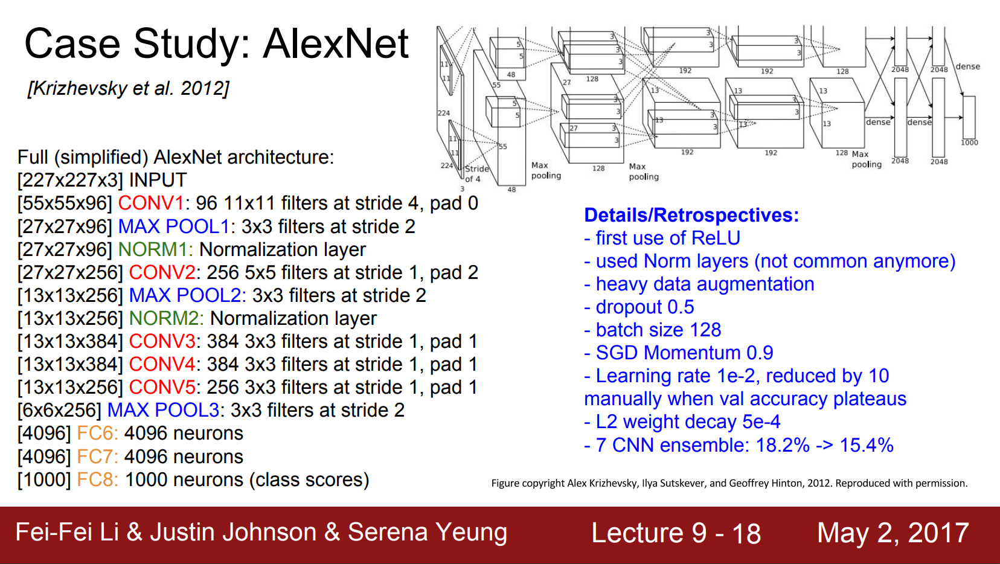 Case Study: AlexNet
[Krizhevsky et al. 2012]
Full (simplified) AlexNet architecture:
[227x227x3] INPUT
[55x55x96] CONV1: 96 11x11 filters at stride 4, pad 0
[27x27x96] MAX POOL1: 3x3 filters at stride 2
[27x27x96] NORM1: Normalization layer
[27x27x256] CONV2: 256 5x5 filters at stride 1, pad 2
[13x13x256] MAX POOL2: 3x3 filters at stride 2
[13x13x256] NORM2: Normalization layer
[13x13x384] CONV3: 384 3x3 filters at stride 1, pad 1
[13x13x384] CONV4: 384 3x3 filters at stride 1, pad 1
[13x13x256] CONV5: 256 3x3 filters at stride 1, pad 1
[6x6x256] MAX POOL3: 3x3 filters at stride 2
[4096] FC6: 4096 neurons
[4096] FC7: 4096 neurons
[1000] FC8: 1000 neurons (class scores)
11 5 3 3 3
11 5 3 3 3 3
48 128 192 192 128 2048 2048 dense
55 27 13 13 13
224 5 3 3 3
11 5 3 13 3 13 3 13 dense dense
11 55 27 3 3
224 Stride of 4
3 48
Max pooling
128
Max pooling
192 192 128
Max pooling
2048 2048
1000
Details/Retrospectives:
- first use of ReLU
- used Norm layers (not common anymore)
- heavy data augmentation
- dropout 0.5
- batch size 128
- SGD Momentum 0.9
- Learning rate 1e-2, reduced by 10
manually when val accuracy plateaus
- L2 weight decay 5e-4
- 7 CNN ensemble: 18.2% -> 15.4%
Figure copyright Alex Krizhevsky, Ilya Sutskever, and Geoffrey Hinton, 2012. Reproduced with permission.
Fei-Fei Li & Justin Johnson & Serena Yeung
Lecture 9 - 18
May 2, 2017